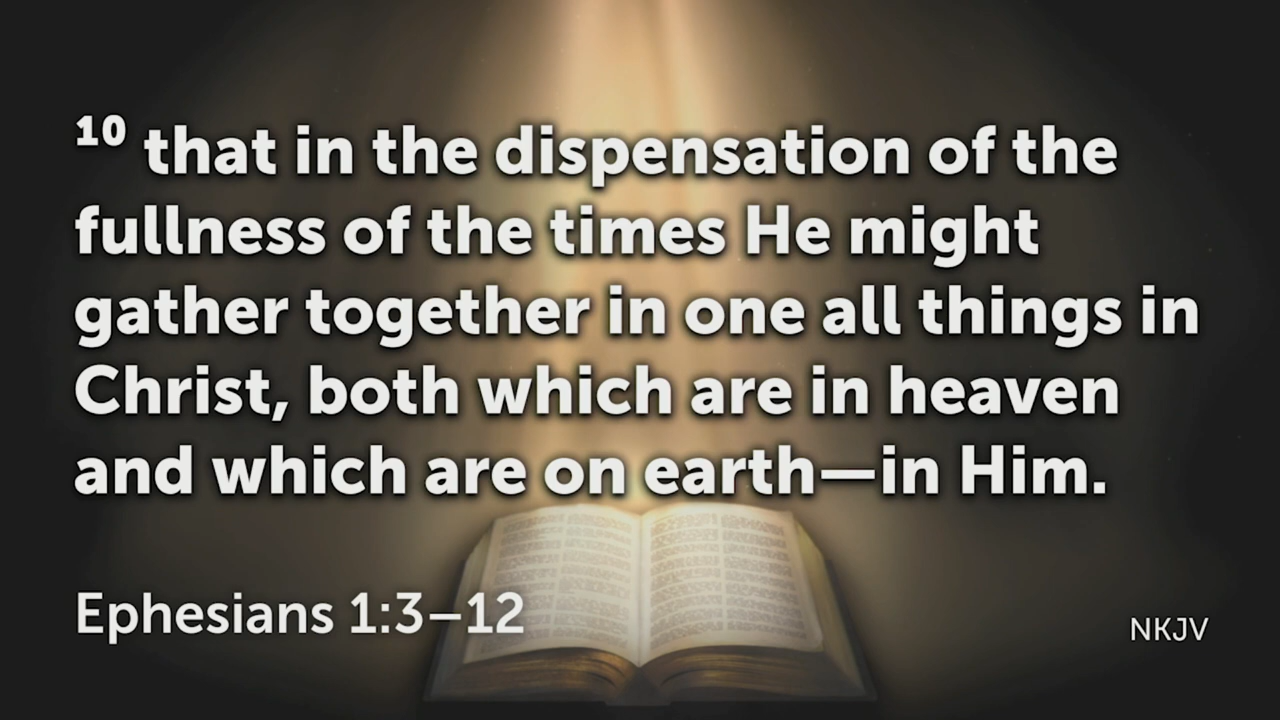 ¹⁰ that in the dispensation of the
fullness of the times He might
gather together in one all things in
Christ, both which are in heaven
and which are on earth—in Him.
Ephesians 1:3–12
NKJV